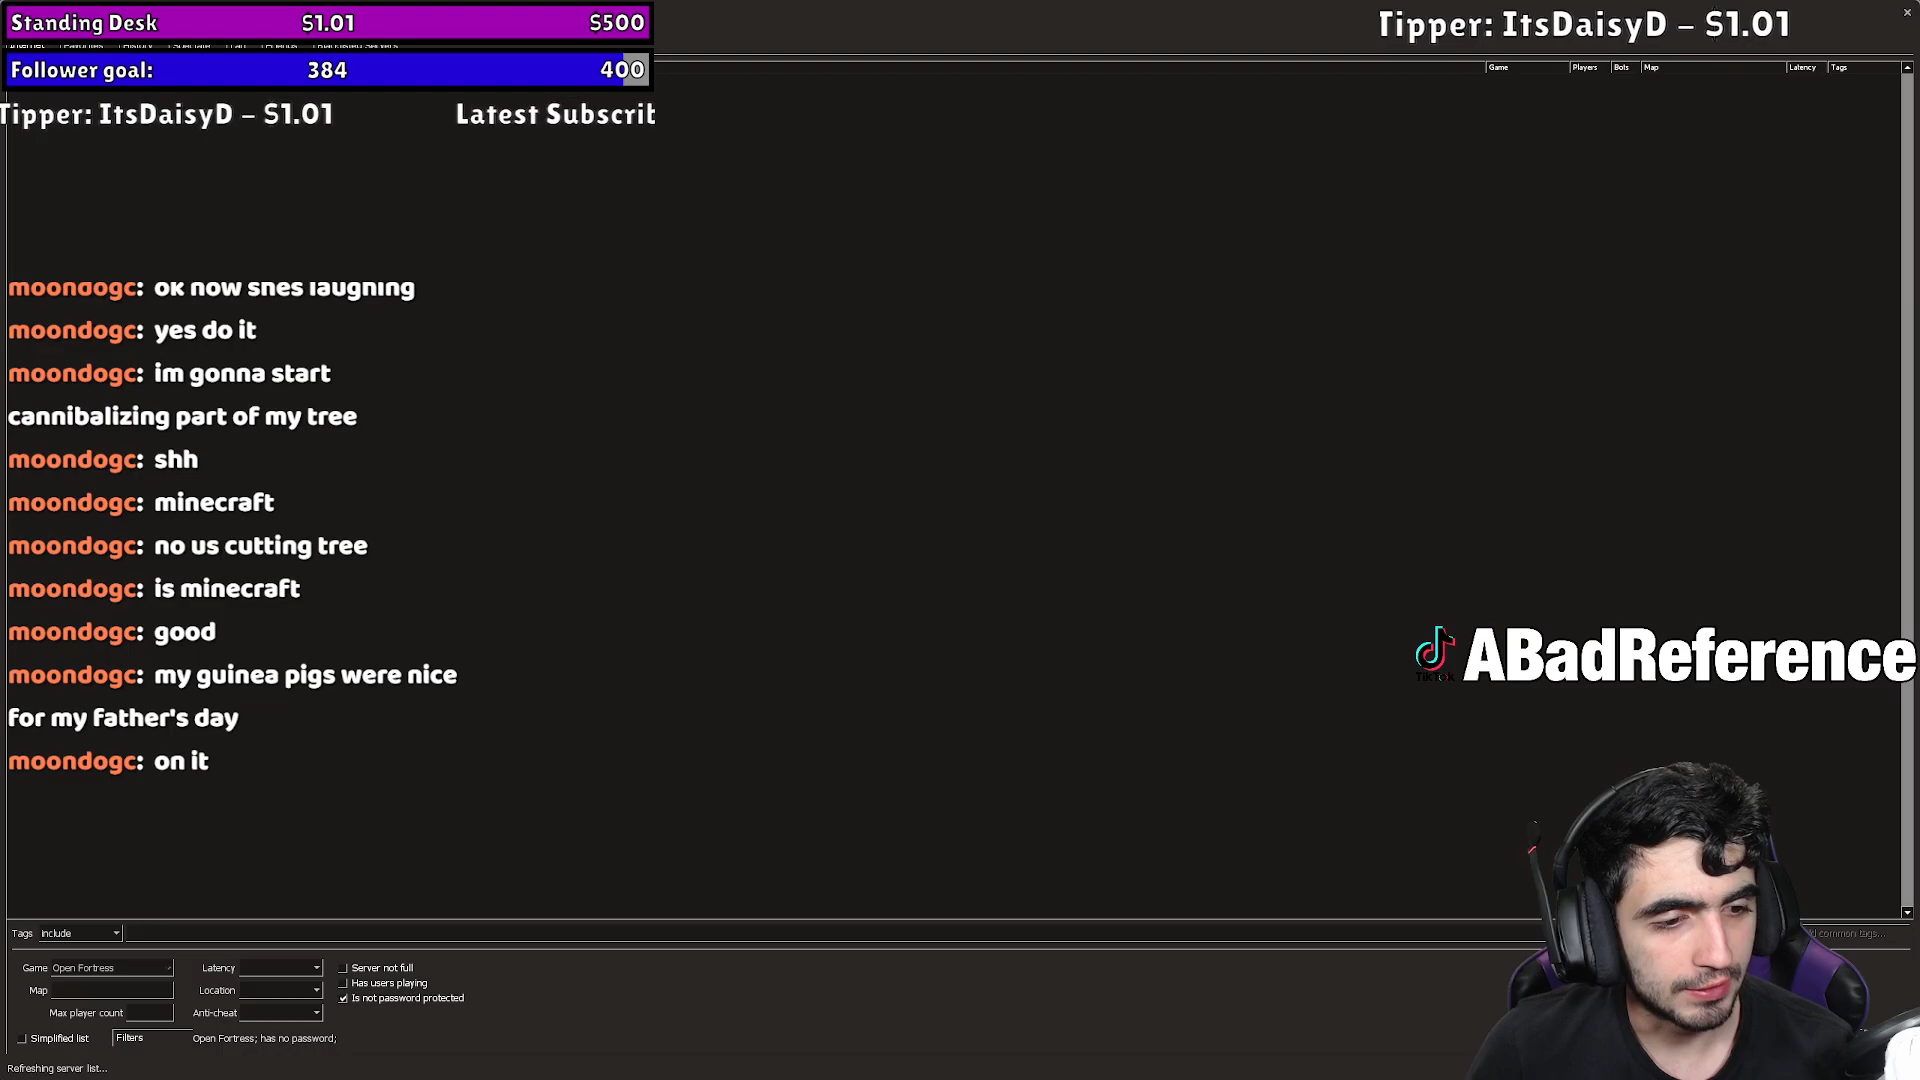 Standing Desk $1.01 $500
Tipper: ItsDaisyD - $1.01
Follower goal: 384 400
Game Players Bots Map Latency Tags
Tipper: ItsDaisyD - $1.01 Latest Subscrib
moondogc: ok now shes laughing
moondogc: yes do it
moondogc: im gonna start
cannibalizing part of my tree
moondogc: shh
moondogc: minecraft
moondogc: no us cutting tree
moondogc: is minecraft
moondogc: good
moondogc: my guinea pigs were nice
for my father's day
moondogc: on it
TikTok
ABadReference
Tags include
common tags...
Game Open Fortress Latency Server not full
Has users playing
Map Location Is not password protected
Max player count Anti-cheat
Simplified list Filters Open Fortress; has no password;
Refreshing server list...